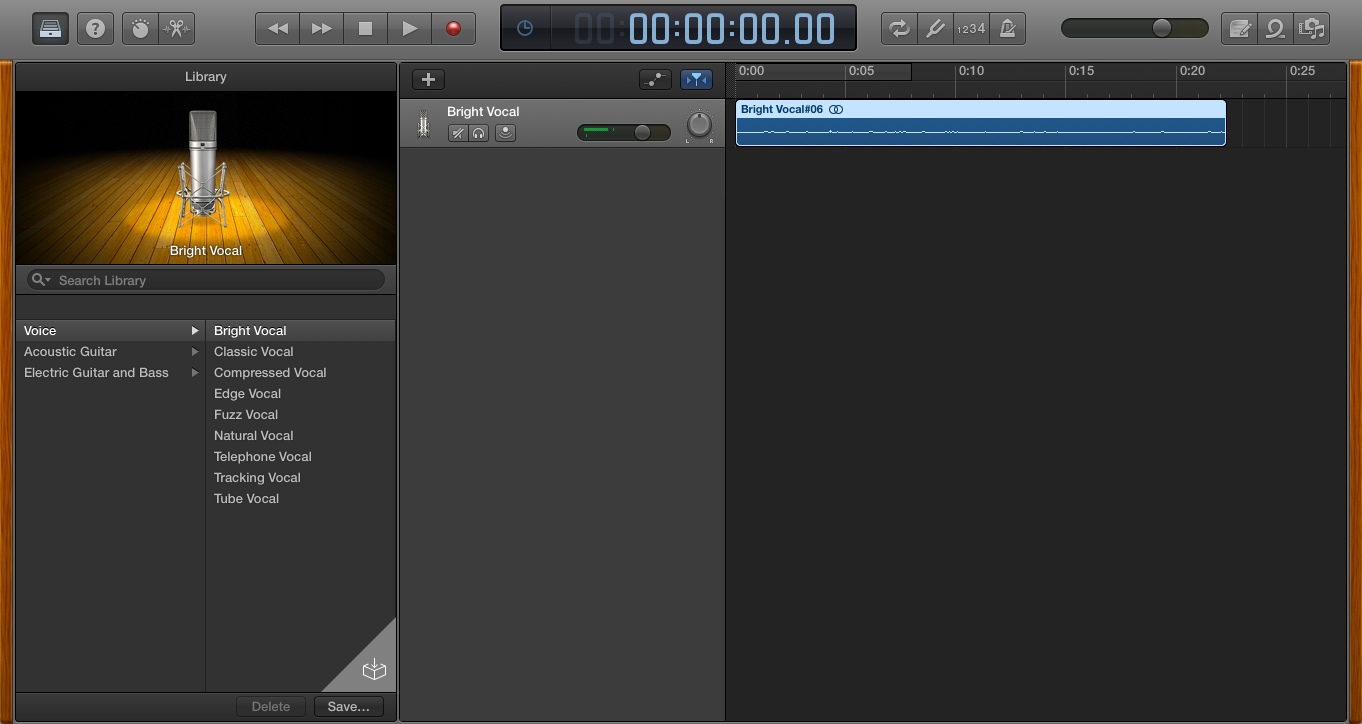 ?
00:00:00.00
1234
Library
Bright Vocal
Search Library
Voice
Acoustic Guitar
Electric Guitar and Bass
Bright Vocal
Classic Vocal
Compressed Vocal
Edge Vocal
Fuzz Vocal
Natural Vocal
Telephone Vocal
Tracking Vocal
Tube Vocal
Delete
Save...
Bright Vocal
L R
0:00 0:05 0:10 0:15 0:20 0:25
Bright Vocal#06